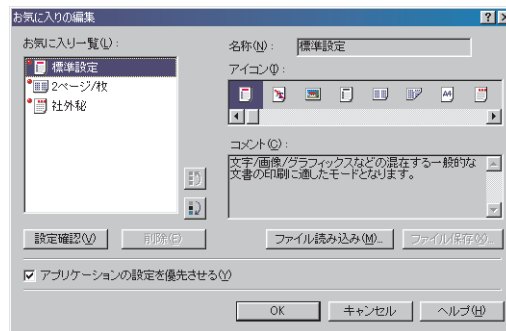 お気に入りの編集
お気に入り一覧(L):
標準設定
2ページ/枚
社外秘
設定確認(V)
削除(E)
名称(N):
標準設定
アイコン(I):
A4
コメント(C):
文字/画像/グラフィックスなどの混在する一般的な
文書の印刷に適したモードとなります。
ファイル読み込み(M)...
ファイル保存(X)...
アプリケーションの設定を優先させる(Y)
OK
キャンセル
ヘルプ(H)